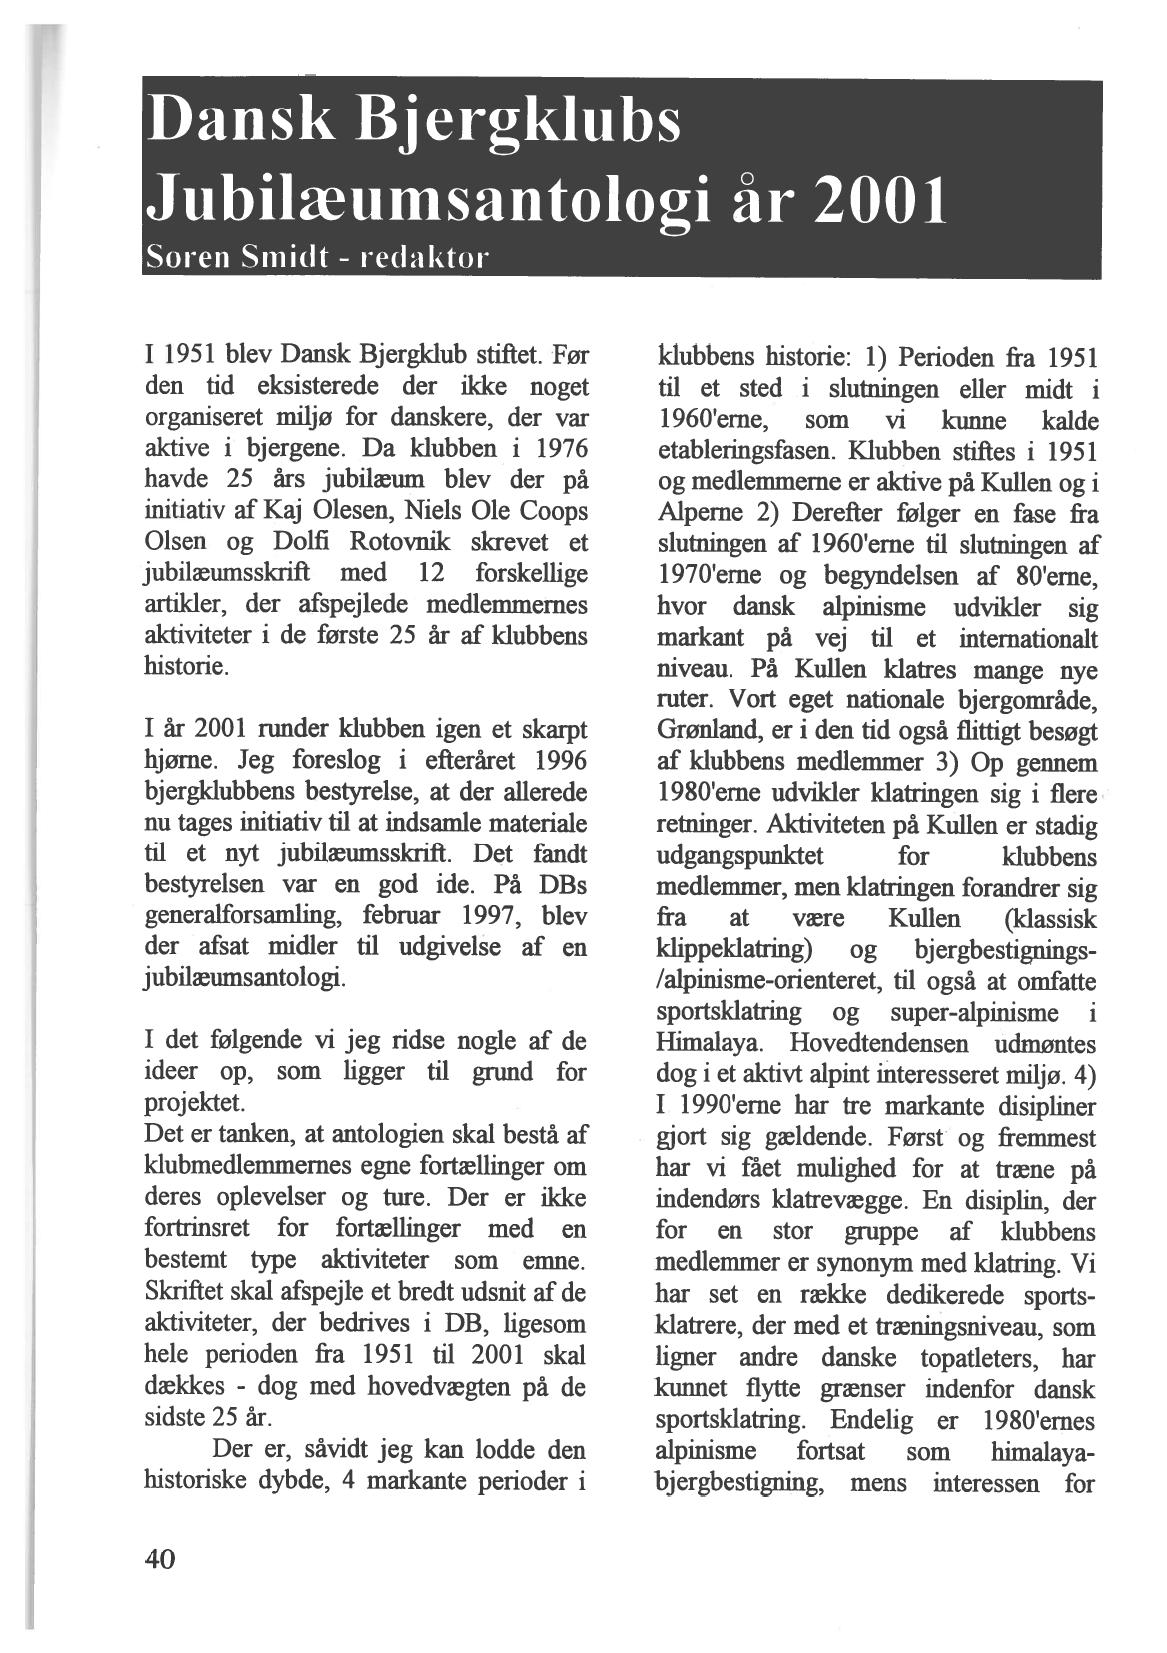 Dansk Bjergklubs
Jubilæumsantologi år 2001
Soren Smidt - redaktor
I 1951 blev Dansk Bjergklub stiftet. Før
den tid eksisterede der ikke noget
organiseret miljø for danskere, der var
aktive i bjergene. Da klubben i 1976
havde 25 års jubilæum blev der på
initiativ af Kaj Olesen, Niels Ole Coops
Olsen og Dolfi Rotovnik skrevet et
jubilæumsskrift med 12 forskellige
artikler, der afspejlede medlemmernes
aktiviteter i de første 25 år af klubbens
historie.
I år 2001 runder klubben igen et skarpt
hjørne. Jeg foreslog i efteråret 1996
bjergklubbens bestyrelse, at der allerede
nu tages initiativ til at indsamle materiale
til et nyt jubilæumsskrift. Det fandt
bestyrelsen var en god ide. På DBs
generalforsamling, februar 1997, blev
der afsat midler til udgivelse af en
jubilæumsantologi.
I det følgende vi jeg ridse nogle af de
ideer op, som ligger til grund for
projektet.
Det er tanken, at antologien skal bestå af
klubmedlemmernes egne fortællinger om
deres oplevelser og ture. Der er ikke
fortrinsret for fortællinger med en
bestemt type aktiviteter som emne.
Skriftet skal afspejle et bredt udsnit af de
aktiviteter, der bedrives i DB, ligesom
hele perioden fra 1951 til 2001 skal
dækkes - dog med hovedvægten på de
sidste 25 år.
Der er, såvidt jeg kan lodde den
historiske dybde, 4 markante perioder i
klubbens historie: 1) Perioden fra 1951
til et sted i slutningen eller midt i
1960'erne, som vi kunne kalde
etableringsfasen. Klubben stiftes i 1951
og medlemmerne er aktive på Kullen og i
Alperne 2) Derefter følger en fase fra
slutningen af 1960'erne til slutningen af
1970'erne og begyndelsen af 80'erne,
hvor dansk alpinisme udvikler sig
markant på vej til et internationalt
niveau. På Kullen klatres mange nye
ruter. Vort eget nationale bjergområde,
Grønland, er i den tid også flittigt besøgt
af klubbens medlemmer 3) Op gennem
1980'erne udvikler klatringen sig i flere
retninger. Aktiviteten på Kullen er stadig
udgangspunktet for klubbens
medlemmer, men klatringen forandrer sig
fra at være Kullen (klassisk
klippeklatring) og bjergbestignings-
/alpinisme-orienteret, til også at omfatte
sportsklatring og super-alpinisme i
Himalaya. Hovedtendensen udmøntes
dog i et aktivt alpint interesseret miljø. 4)
I 1990'erne har tre markante disipliner
gjort sig gældende. Først og fremmest
har vi fået mulighed for at træne på
indendørs klatrevægge. En disiplin, der
for en stor gruppe af klubbens
medlemmer er synonym med klatring. Vi
har set en række dedikerede sports-
klatrere, der med et træningsniveau, som
ligner andre danske topatleters, har
kunnet flytte grænser indenfor dansk
sportsklatring. Endelig er 1980'ernes
alpinisme fortsat som himalaya-
bjergbestigning, mens interessen for
40